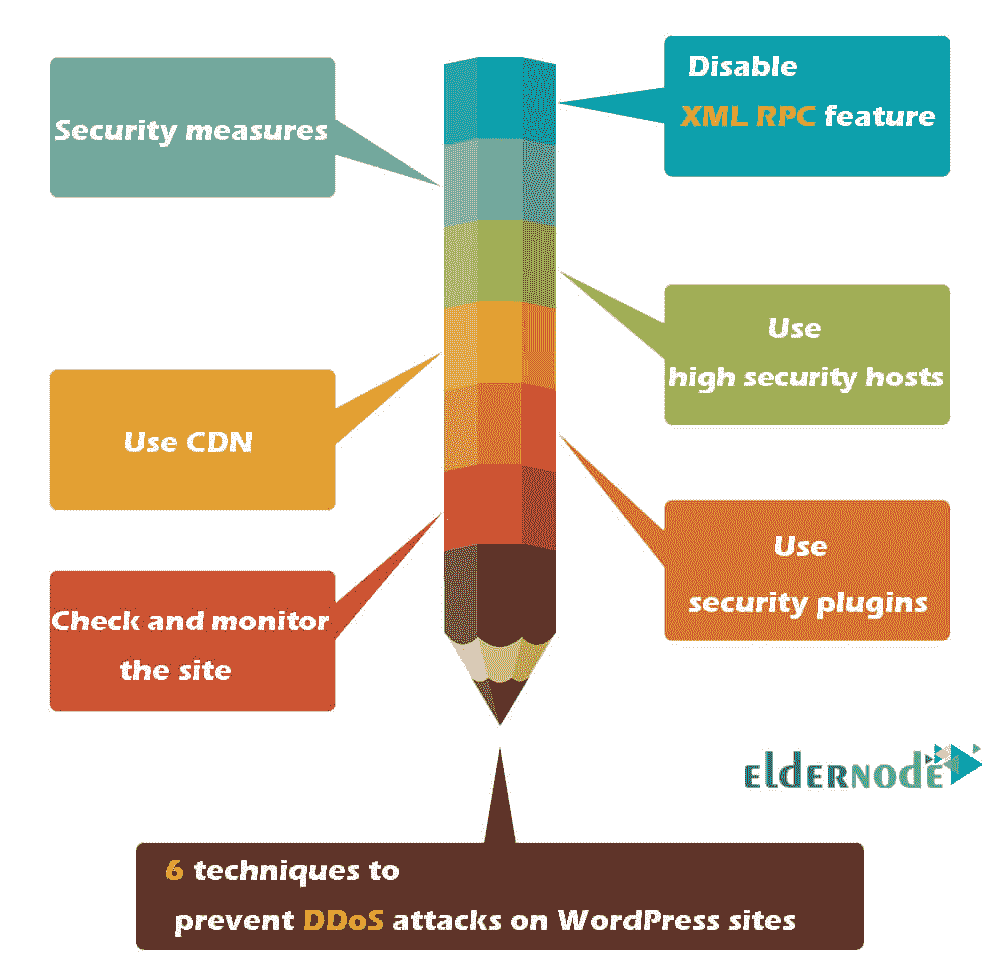 Disable
XML RPC feature
Security measures
Use
high security hosts
Use CDN
Use
security plugins
Check and monitor
the site
ELdERNOdE
6 techniques to
prevent DDoS attacks on WordPress sites